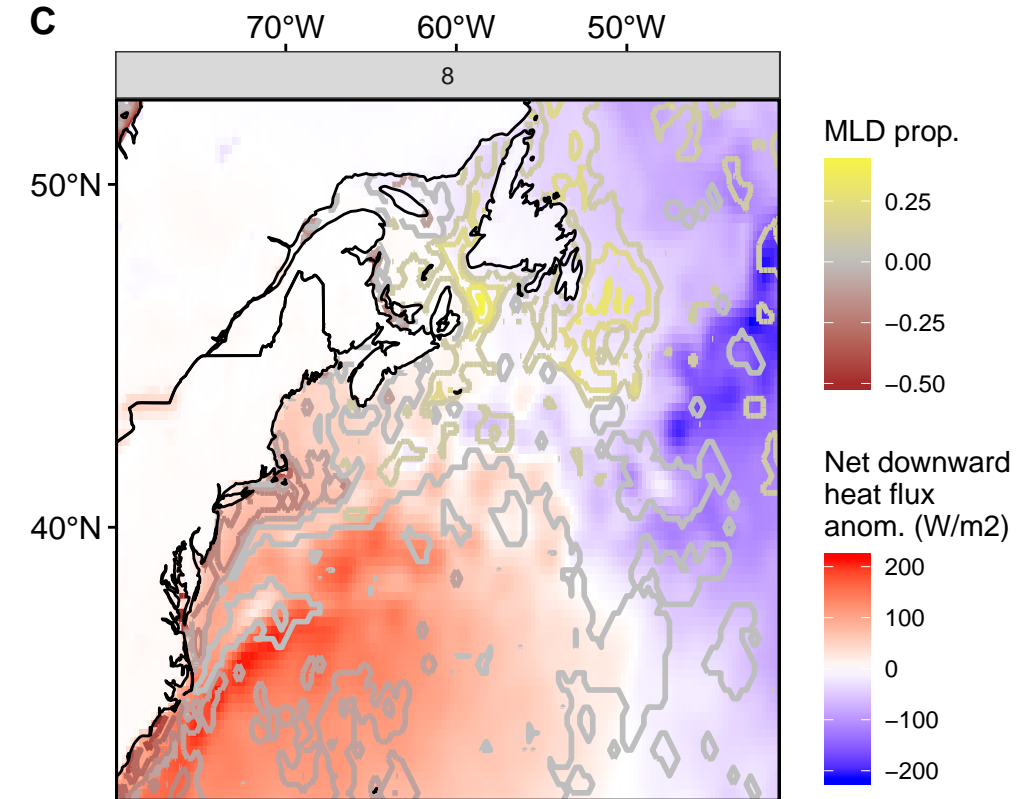 C
70°W 60°W 50°W
8
50°N
40°N
MLD prop.
0.25
0.00
−0.25
−0.50
Net downward
heat flux
anom. (W/m2)
200
100
0
−100
−200